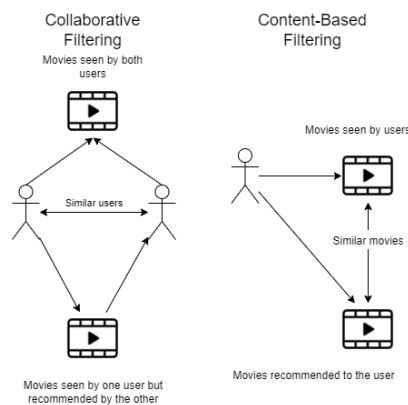 Collaborative
Filtering
Movies seen by both
users
Similar users
Movies seen by one user but
recommended by the other
Content-Based
Filtering
Movies seen by users
Similar movies
Movies recommended to the user